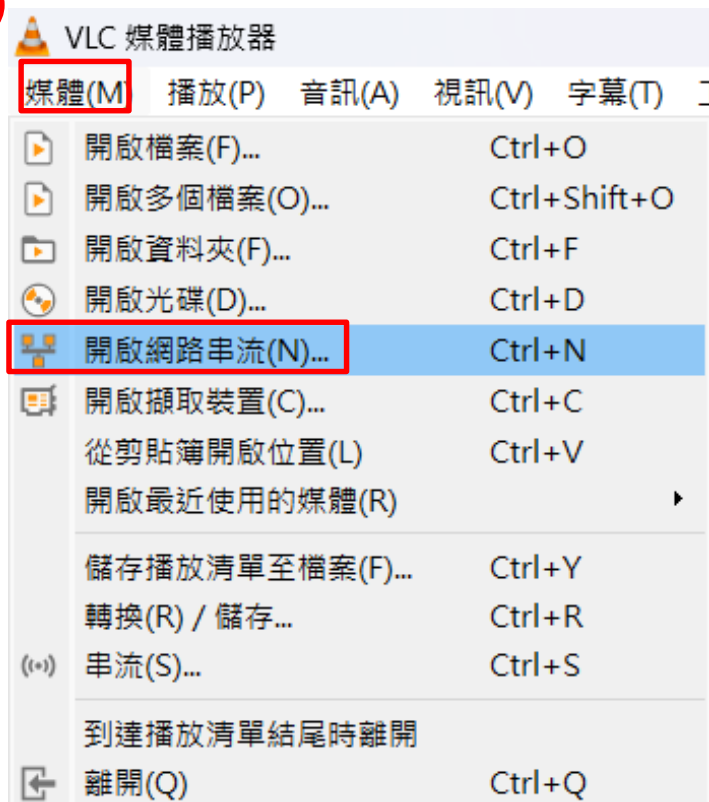 VLC 媒體播放器
媒體(M) 播放(P) 音訊(A) 視訊(V) 字幕(T)
開啟檔案(F)... Ctrl+O
開啟多個檔案(O)... Ctrl+Shift+O
開啟資料夾(F)... Ctrl+F
開啟光碟(D)... Ctrl+D
開啟網路串流(N)... Ctrl+N
開啟擷取裝置(C)... Ctrl+C
從剪貼簿開啟位置(L) Ctrl+V
開啟最近使用的媒體(R)
儲存播放清單至檔案(F)... Ctrl+Y
轉換(R) / 儲存... Ctrl+R
串流(S)... Ctrl+S
到達播放清單結尾時離開
離開(Q) Ctrl+Q